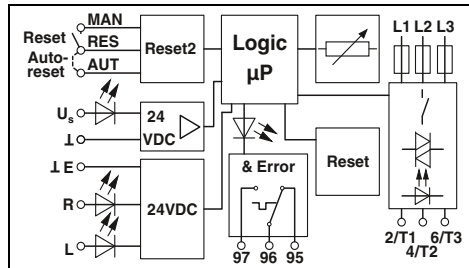 MAN
L1 L2 L3
Reset
RES
Reset2
Logic
µP
Auto-
reset
AUT
Us
24
VDC
⊥
⊥ E
& Error
Reset
R
24VDC
L
97 96 95
2/T1 6/T3
4/T2